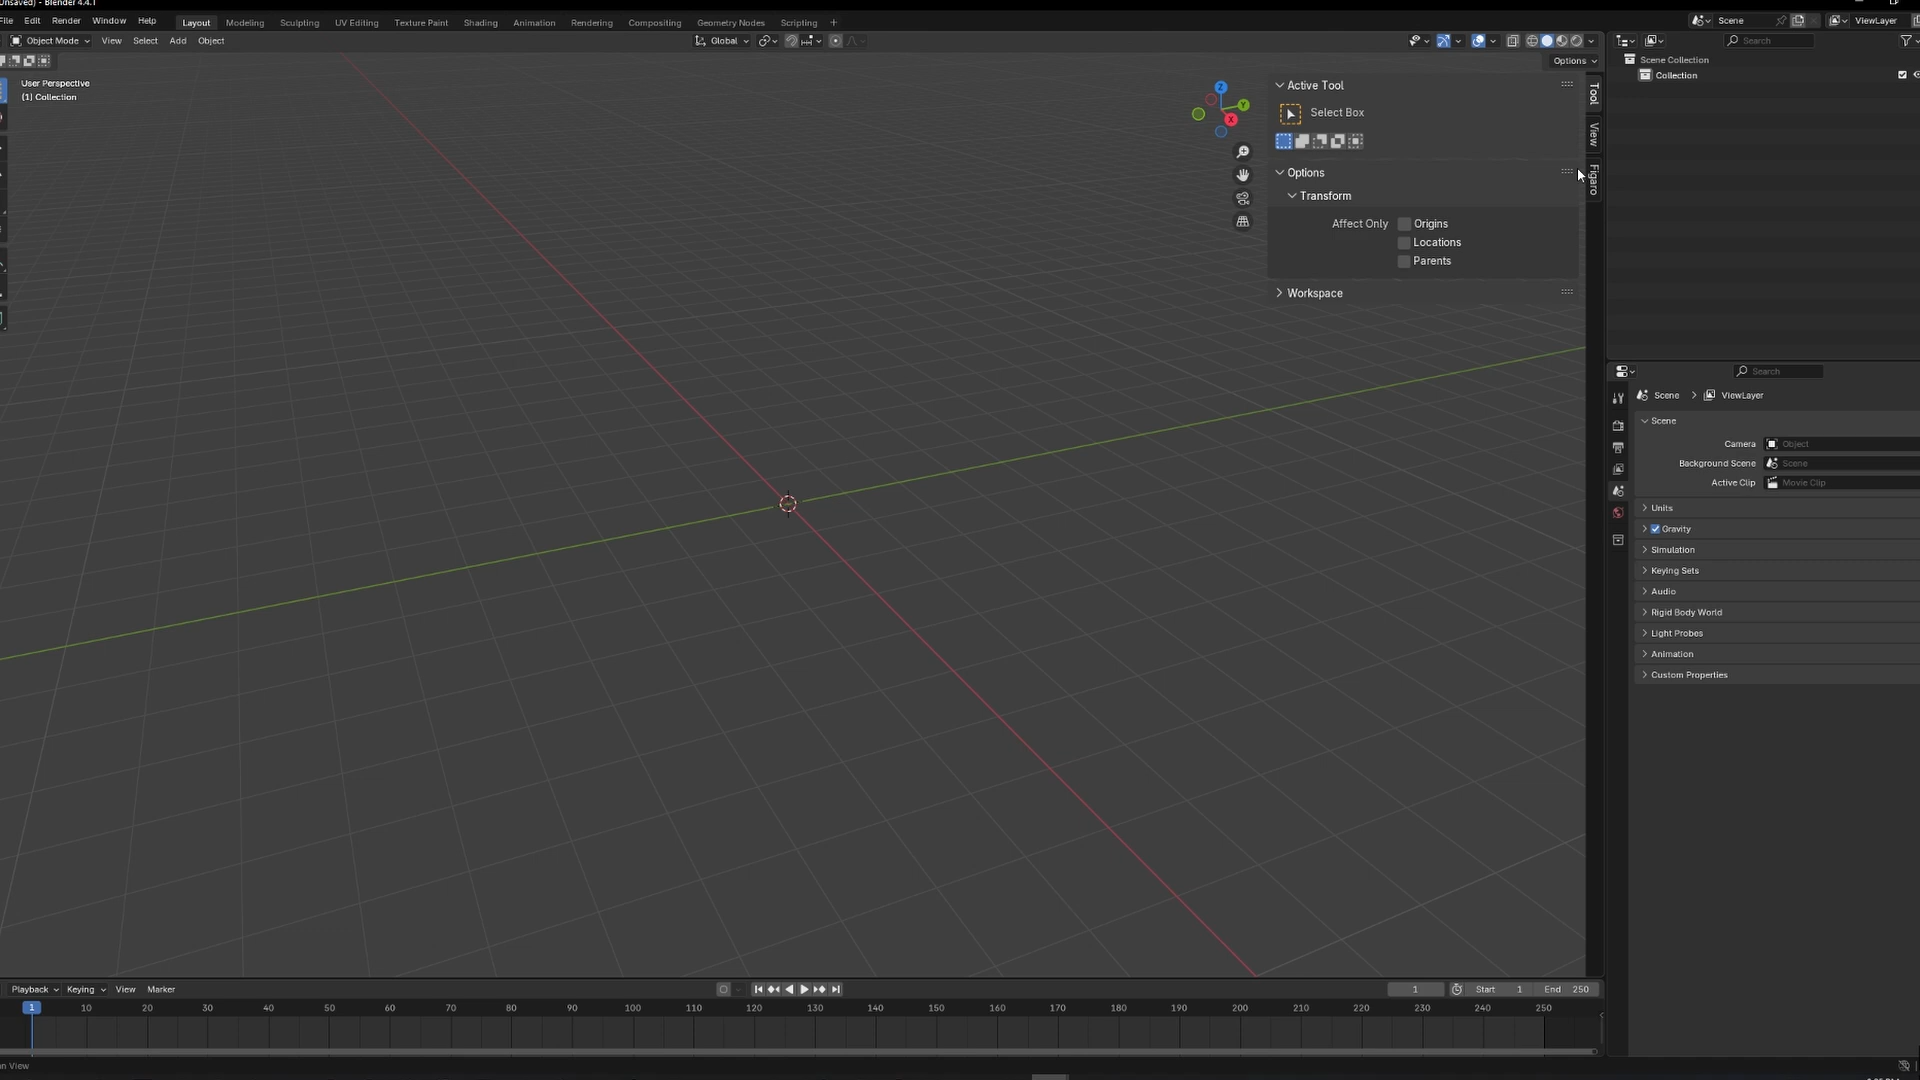 Unsaved) - Blender 4.4.1
File Edit Render Window Help Layout Modeling Sculpting UV Editing Texture Paint Shading Animation Rendering Compositing Geometry Nodes Scripting + Scene ViewLayer
Object Mode View Select Add Object Global Search
Options
User Perspective
(1) Collection
Z
Y
X
Active Tool
Select Box
Options
Transform
Affect Only Origins
Locations
Parents
Workspace
Tool
View
Figaro
Scene Collection
Collection
Search
Scene > ViewLayer
Scene
Camera Object
Background Scene Scene
Active Clip Movie Clip
Units
Gravity
Simulation
Keying Sets
Audio
Rigid Body World
Light Probes
Animation
Custom Properties
Playback Keying View Marker 1 Start 1 End 250
1 10 20 30 40 50 60 70 80 90 100 110 120 130 140 150 160 170 180 190 200 210 220 230 240 250
an View